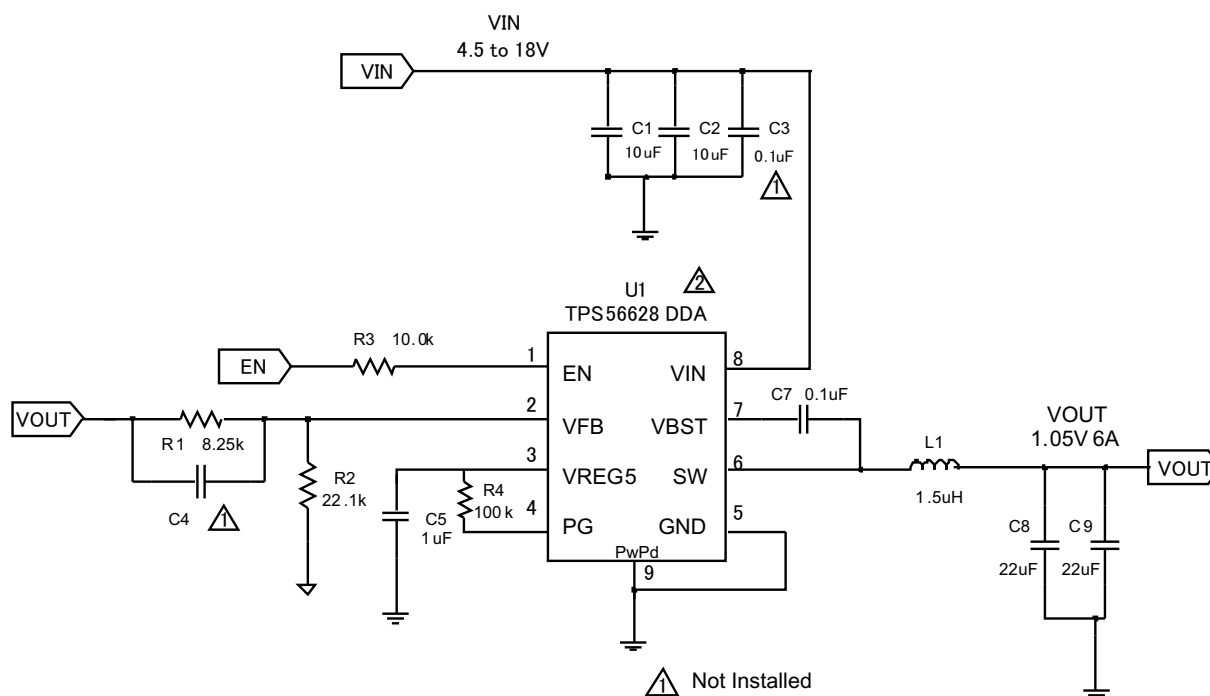 VIN
4.5 to 18V
VIN
C1
10uF
C2
10uF
C3
0.1uF
1
2
U1
TPS56628 DDA
R3 10.0k
EN
1
EN
VIN
8
VOUT
R1 8.25k
C4
1
2
VFB
VBST
7
C7 0.1uF
R2
22.1k
3
VREG5
SW
6
L1
1.5uH
VOUT
1.05V 6A
VOUT
C5
1uF
R4
100k
4
PG
GND
5
PwPd
9
C8
22uF
C9
22uF
1 Not Installed